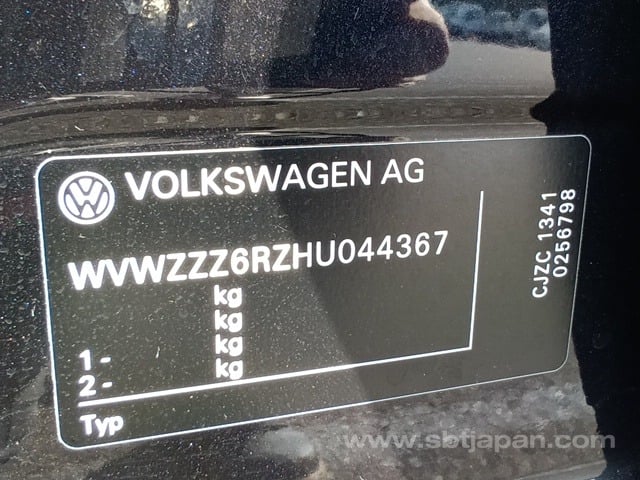 VOLKSWAGEN AG
WVWZZZ6RZHU044367
kg
kg
1- kg
2- kg
Typ
CJZC 1341
0256798
www.sbtjapan.com